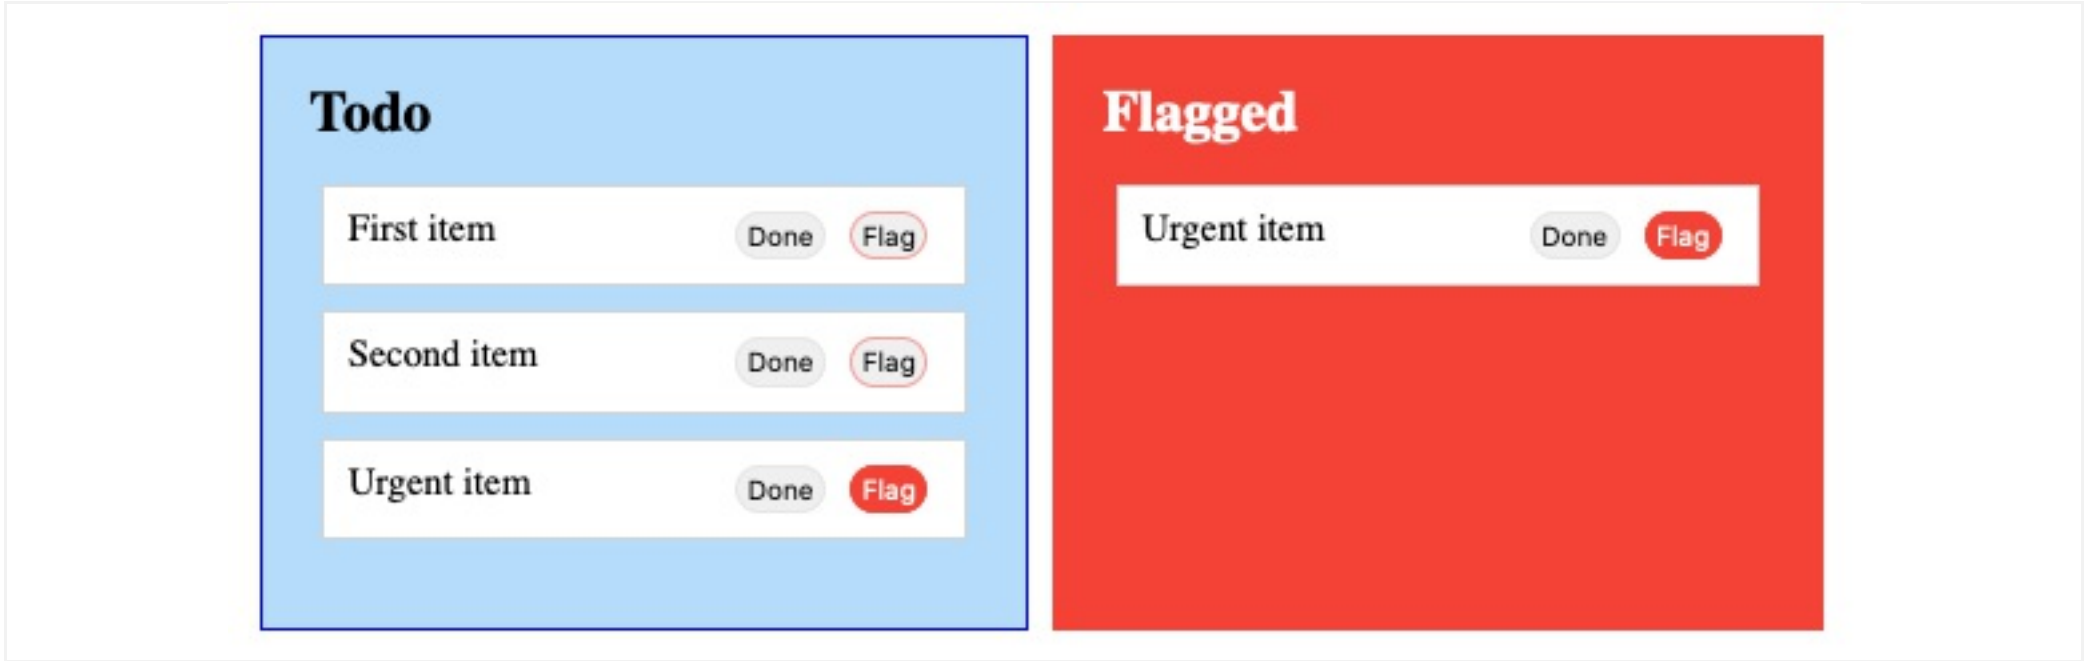 Todo
First item Done Flag
Second item Done Flag
Urgent item Done Flag
Flagged
Urgent item Done Flag